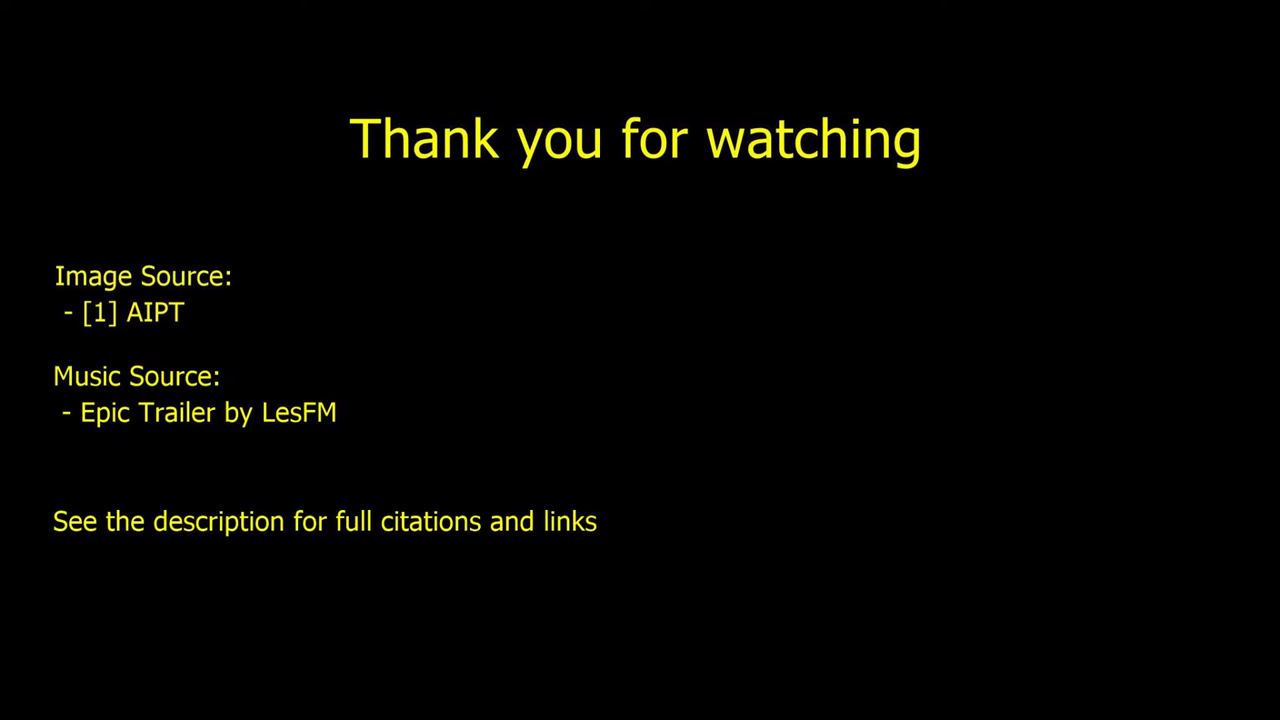 Thank you for watching
Image Source:
- [1] AIPT
Music Source:
- Epic Trailer by LesFM
See the description for full citations and links